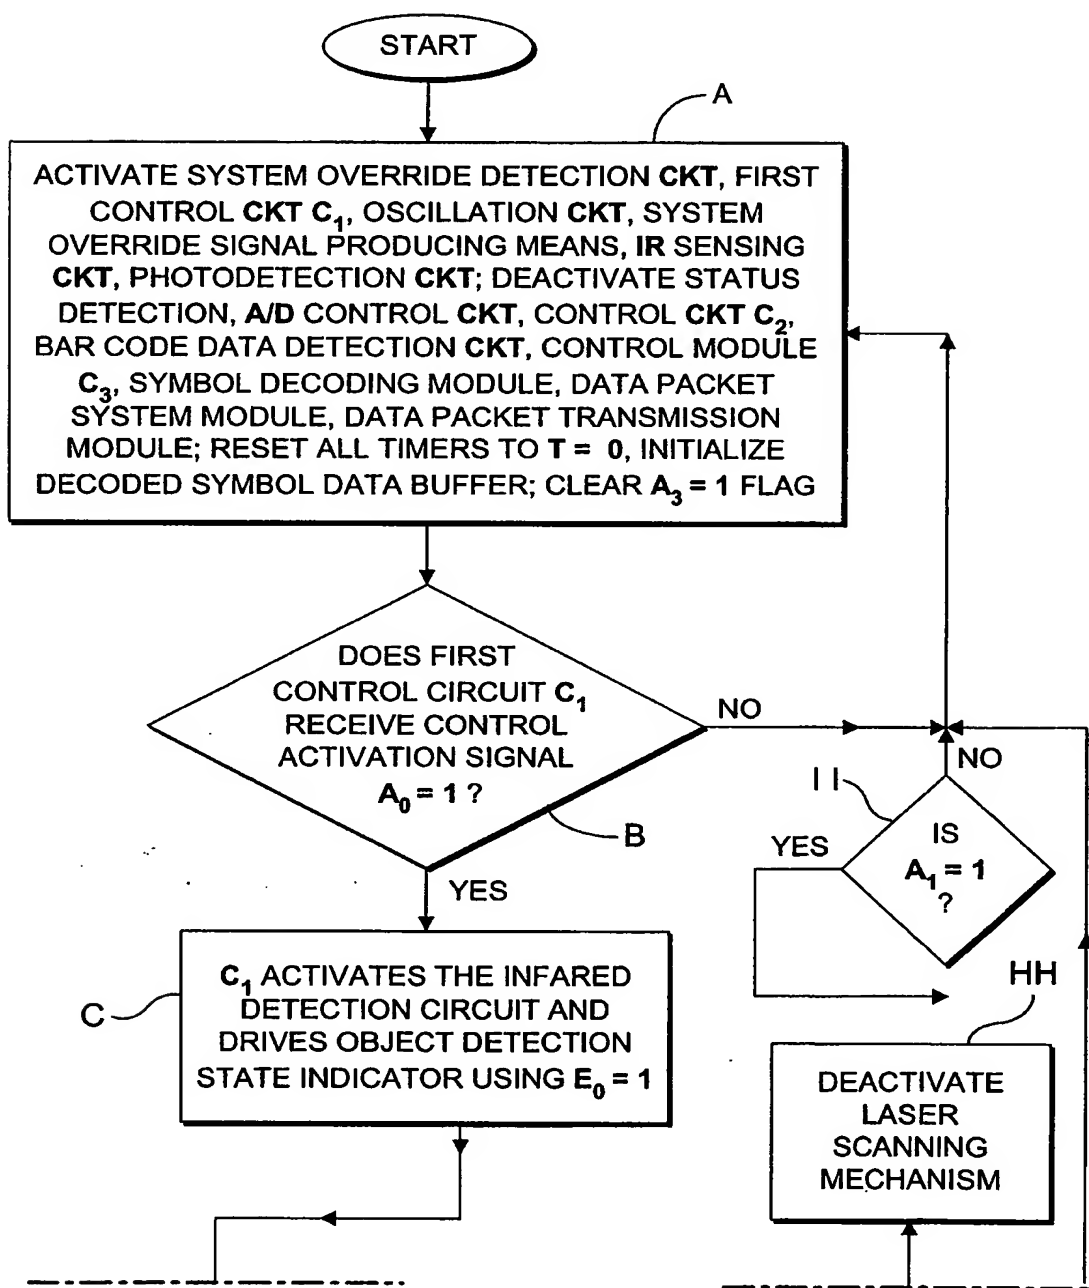 START
A
ACTIVATE SYSTEM OVERRIDE DETECTION CKT, FIRST
CONTROL CKT C1, OSCILLATION CKT, SYSTEM
OVERRIDE SIGNAL PRODUCING MEANS, IR SENSING
CKT, PHOTODETECTION CKT; DEACTIVATE STATUS
DETECTION, A/D CONTROL CKT, CONTROL CKT C2,
BAR CODE DATA DETECTION CKT, CONTROL MODULE
C3, SYMBOL DECODING MODULE, DATA PACKET
SYSTEM MODULE, DATA PACKET TRANSMISSION
MODULE; RESET ALL TIMERS TO T = 0, INITIALIZE
DECODED SYMBOL DATA BUFFER; CLEAR A3 = 1 FLAG
DOES FIRST
CONTROL CIRCUIT C1
RECEIVE CONTROL
ACTIVATION SIGNAL
A0 = 1 ?
NO
B
YES
NO
II
YES
IS
A1 = 1
?
C
C1 ACTIVATES THE INFARED
DETECTION CIRCUIT AND
DRIVES OBJECT DETECTION
STATE INDICATOR USING E0 = 1
HH
DEACTIVATE
LASER
SCANNING
MECHANISM